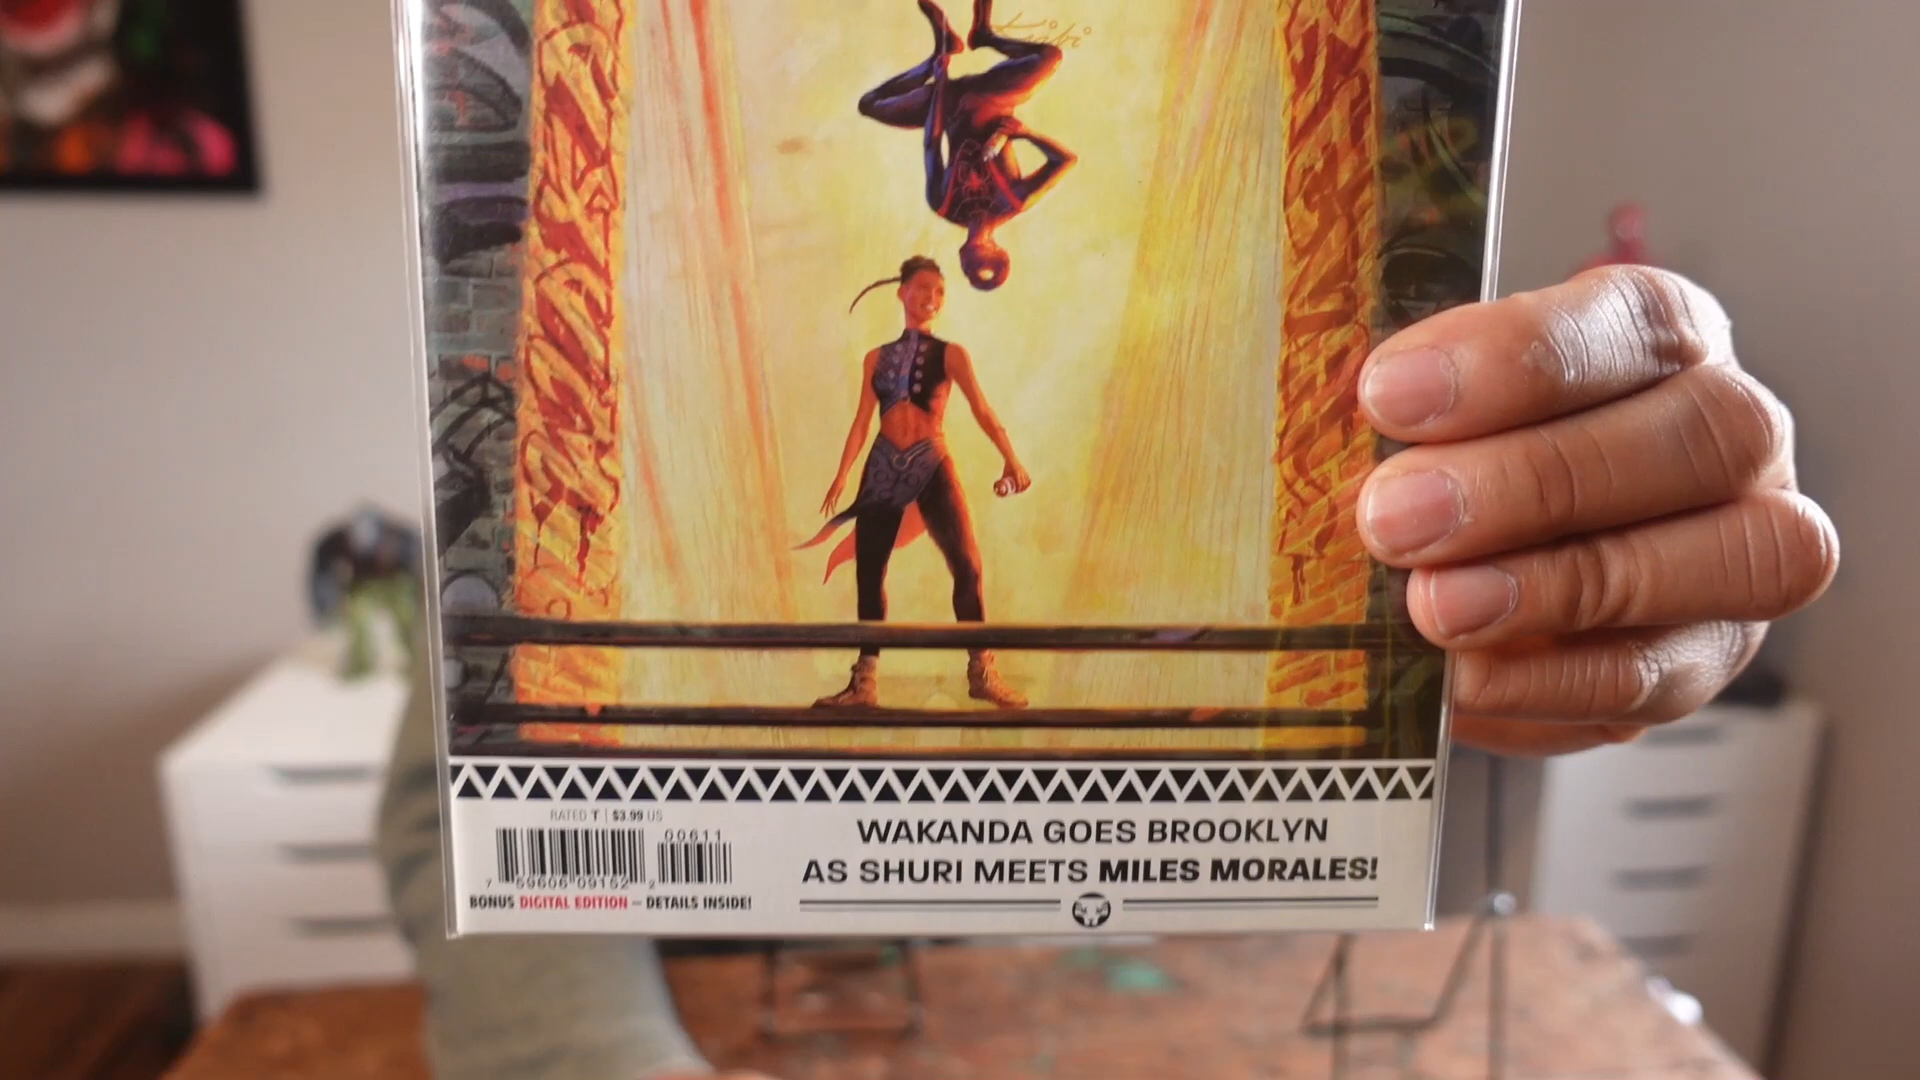 RATED T | $3.99 US
00611
7 59606 09152 2
BONUS DIGITAL EDITION – DETAILS INSIDE!
WAKANDA GOES BROOKLYN
AS SHURI MEETS MILES MORALES!